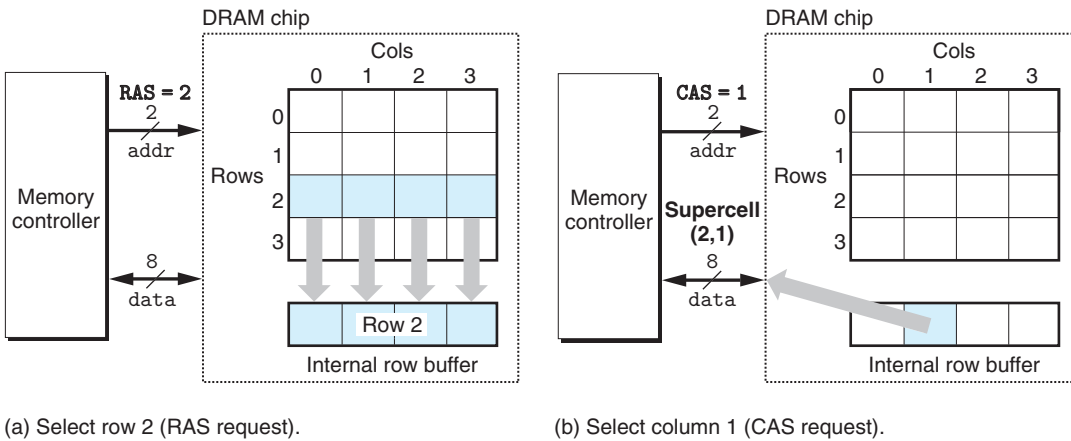 DRAM chip
Cols
0 1 2 3
RAS = 2
2
addr
0
1
Rows
2
3
Memory
controller
8
data
Row 2
Internal row buffer
(a) Select row 2 (RAS request).
DRAM chip
Cols
0 1 2 3
CAS = 1
2
addr
0
1
Rows
2
3
Memory
controller
Supercell
(2,1)
8
data
Internal row buffer
(b) Select column 1 (CAS request).